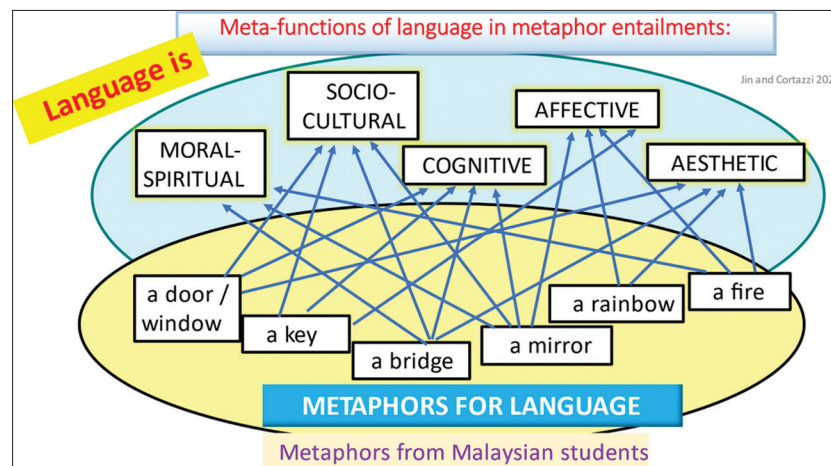 Meta-functions of language in metaphor entailments:
Language is
Jin and Cortazzi 202
SOCIO-
CULTURAL
AFFECTIVE
MORAL-
SPIRITUAL
COGNITIVE
AESTHETIC
a door /
window
a key
a bridge
a mirror
a rainbow
a fire
METAPHORS FOR LANGUAGE
Metaphors from Malaysian students